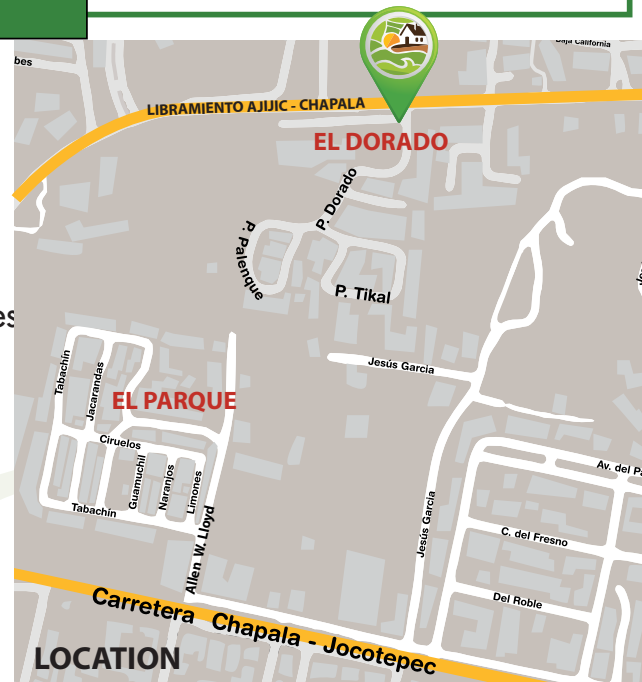 Baja California
bes
LIBRAMIENTO AJIJIC - CHAPALA
EL DORADO
P. Dorado
P. Palenque
P. Tikal
es
Jesús Garcia
Tabachín
Jacarandas
EL PARQUE
Ciruelos
Guamuchil
Naranjos
Limones
Tabachín
Allen W. Lloyd
Jesús Garcia
Av. del Pa
C. del Fresno
Del Roble
Carretera Chapala - Jocotepec
LOCATION